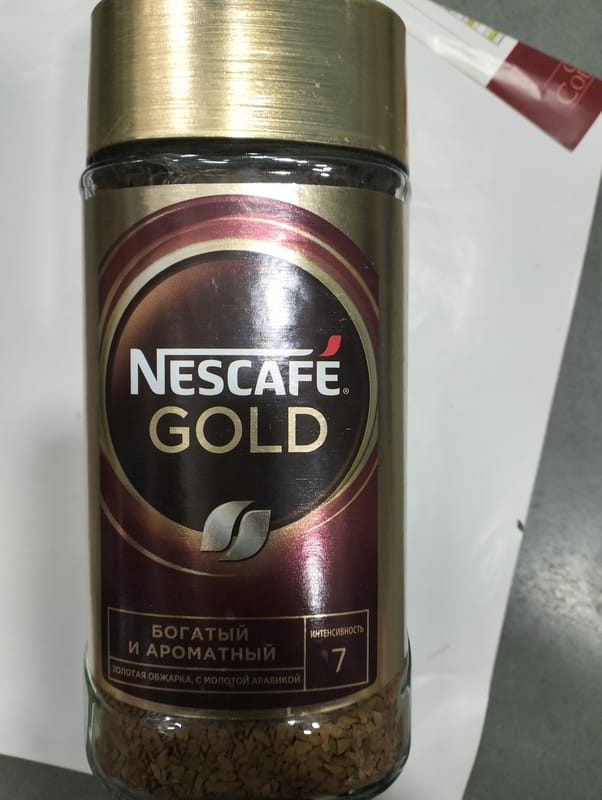 NESCAFÉ®
GOLD
БОГАТЫЙ
И АРОМАТНЫЙ
ЗОЛОТАЯ ОБЖАРКА, С МОЛОТОЙ АРАБИКОЙ
ИНТЕНСИВНОСТЬ
7